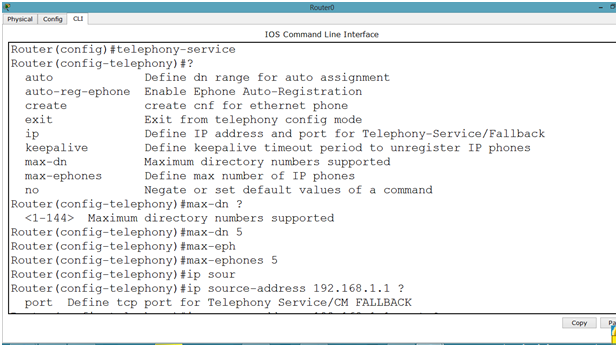 Router0
Physical Config CLI
IOS Command Line Interface
Router(config)#telephony-service
Router(config-telephony)#?
auto Define dn range for auto assignment
auto-reg-ephone Enable Ephone Auto-Registration
create create cnf for ethernet phone
exit Exit from telephony config mode
ip Define IP address and port for Telephony-Service/Fallback
keepalive Define keepalive timeout period to unregister IP phones
max-dn Maximum directory numbers supported
max-ephones Define max number of IP phones
no Negate or set default values of a command
Router(config-telephony)#max-dn ?
<1-144> Maximum directory numbers supported
Router(config-telephony)#max-dn 5
Router(config-telephony)#max-eph
Router(config-telephony)#max-ephones 5
Router(config-telephony)#ip sour
Router(config-telephony)#ip source-address 192.168.1.1 ?
port Define tcp port for Telephony Service/CM FALLBACK
Copy Pa